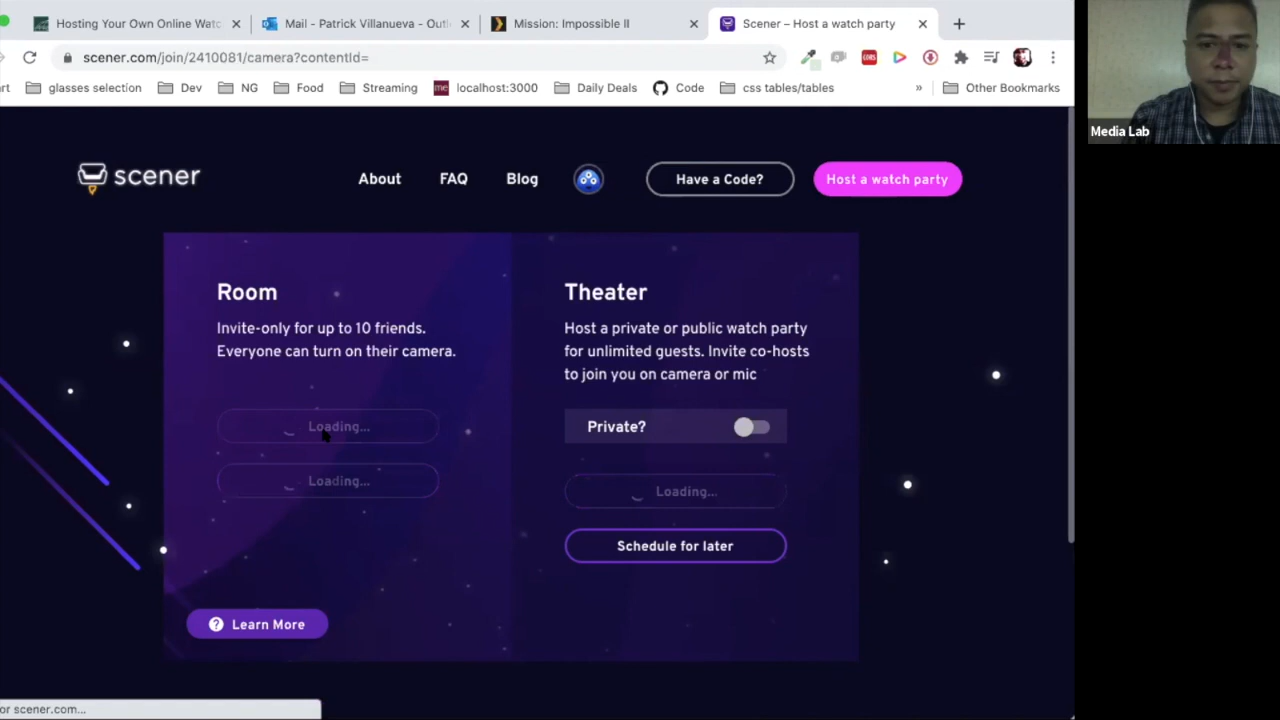 Hosting Your Own Online Watc
Mail - Patrick Villanueva - Outl
Mission: Impossible II
Scener – Host a watch party
scener.com/join/2410081/camera?contentId=
rt
glasses selection
Dev
NG
Food
Streaming
me
localhost:3000
Daily Deals
Code
css tables/tables
»
Other Bookmarks
CORS
Media Lab
scener
About
FAQ
Blog
Have a Code?
Host a watch party
Room
Invite-only for up to 10 friends.
Everyone can turn on their camera.
Loading...
Loading...
Learn More
Theater
Host a private or public watch party
for unlimited guests. Invite co-hosts
to join you on camera or mic
Private?
Loading...
Schedule for later
or scener.com...